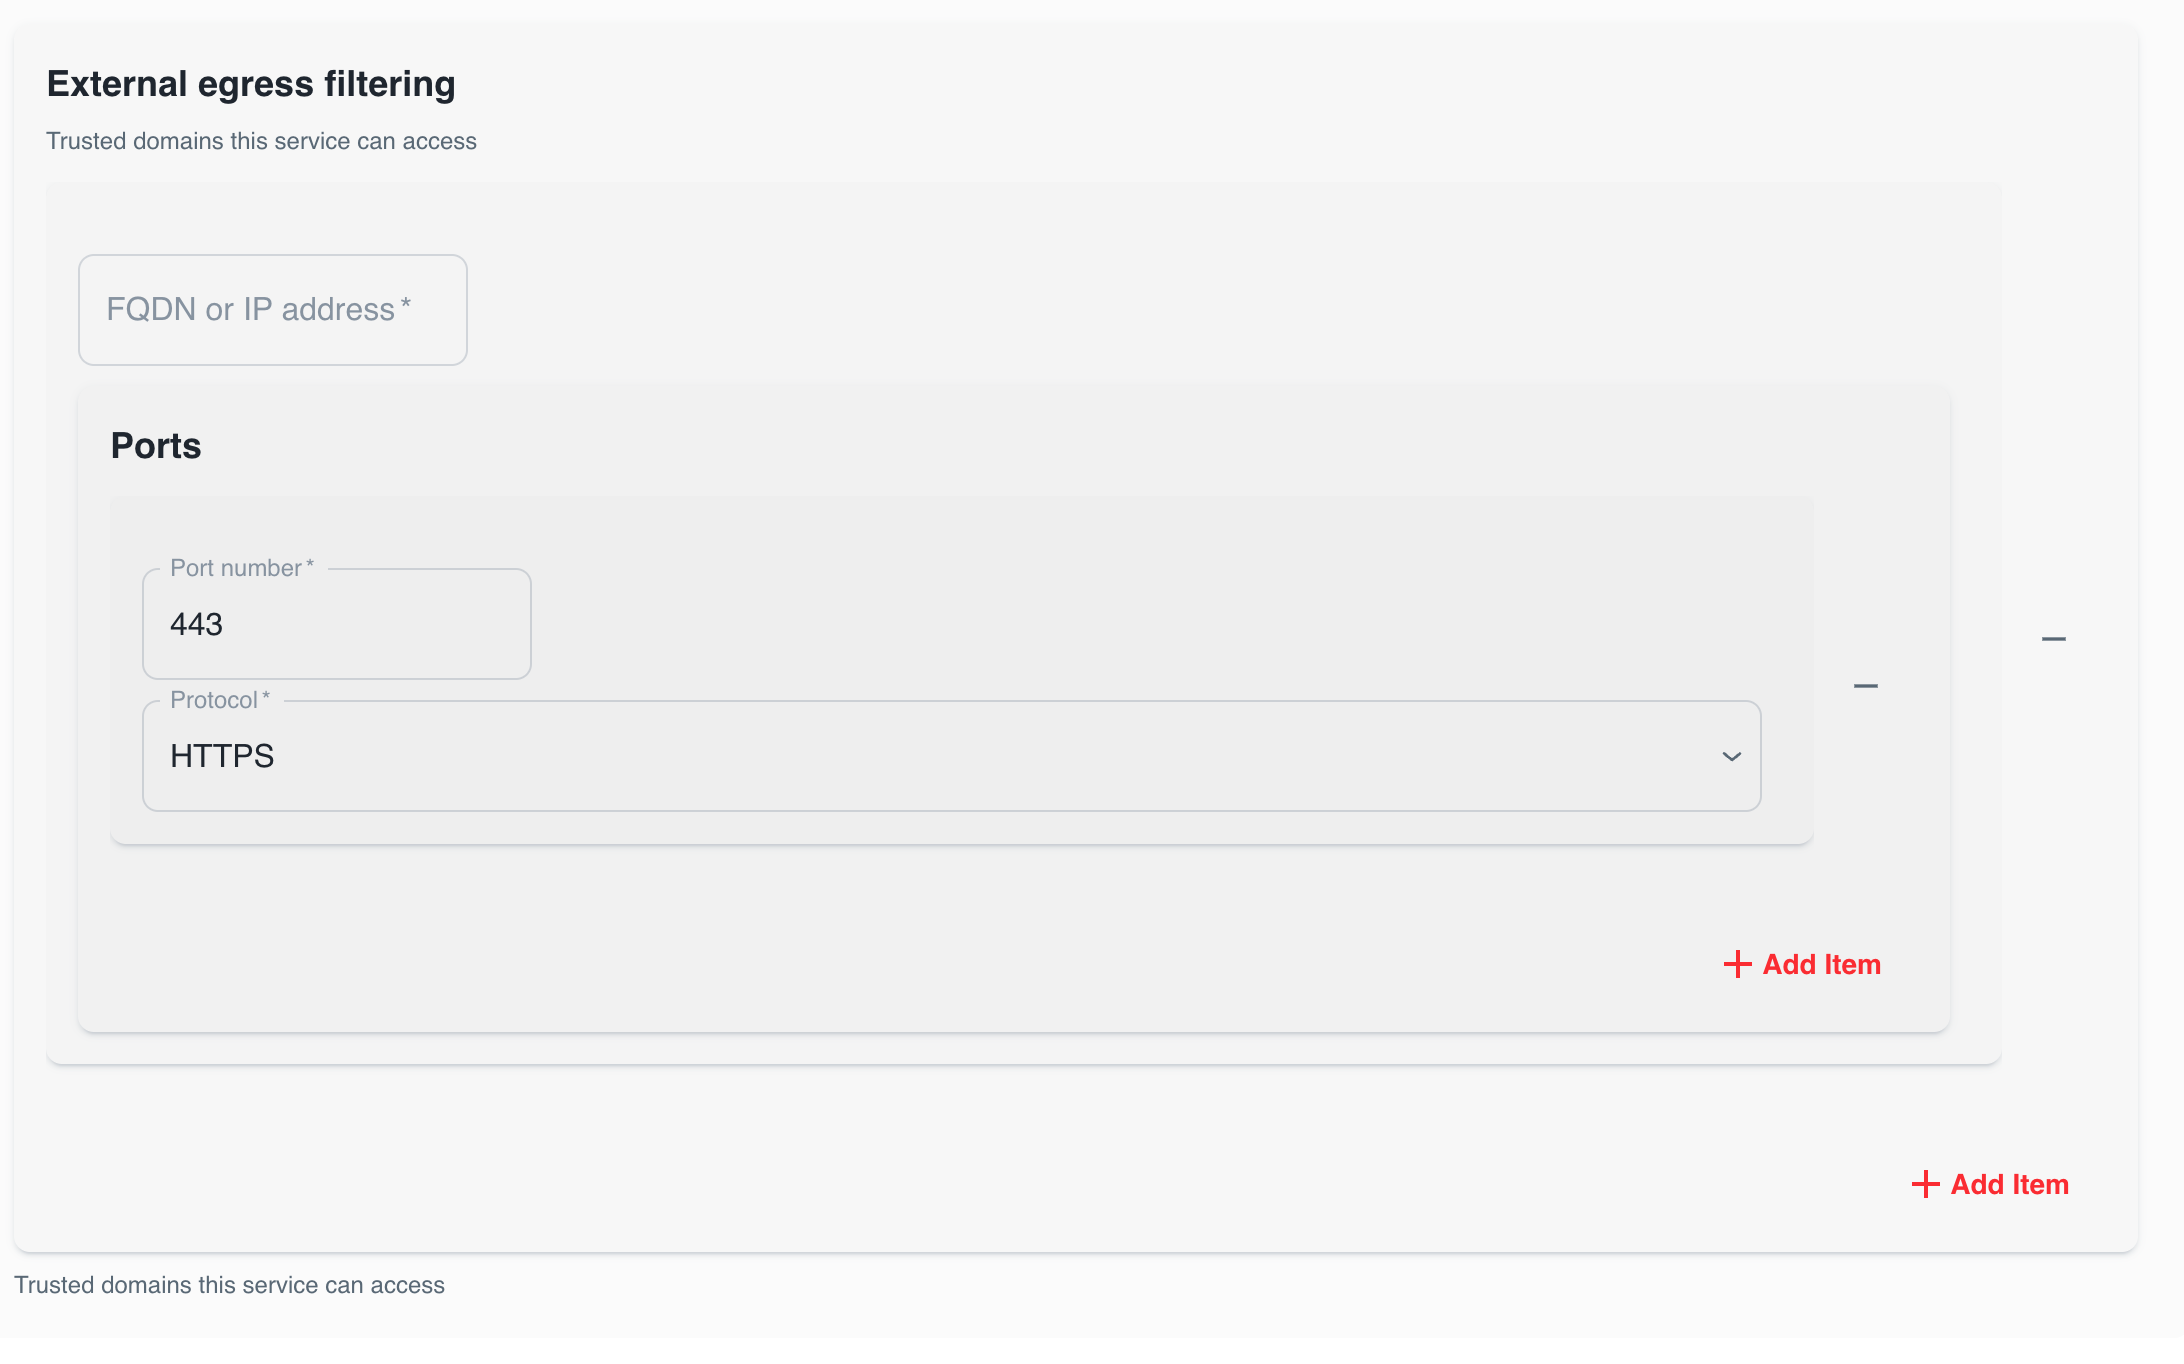 External egress filtering
Trusted domains this service can access
FQDN or IP address *
Ports
Port number *
443
Protocol *
HTTPS
Add Item
Add Item
Trusted domains this service can access